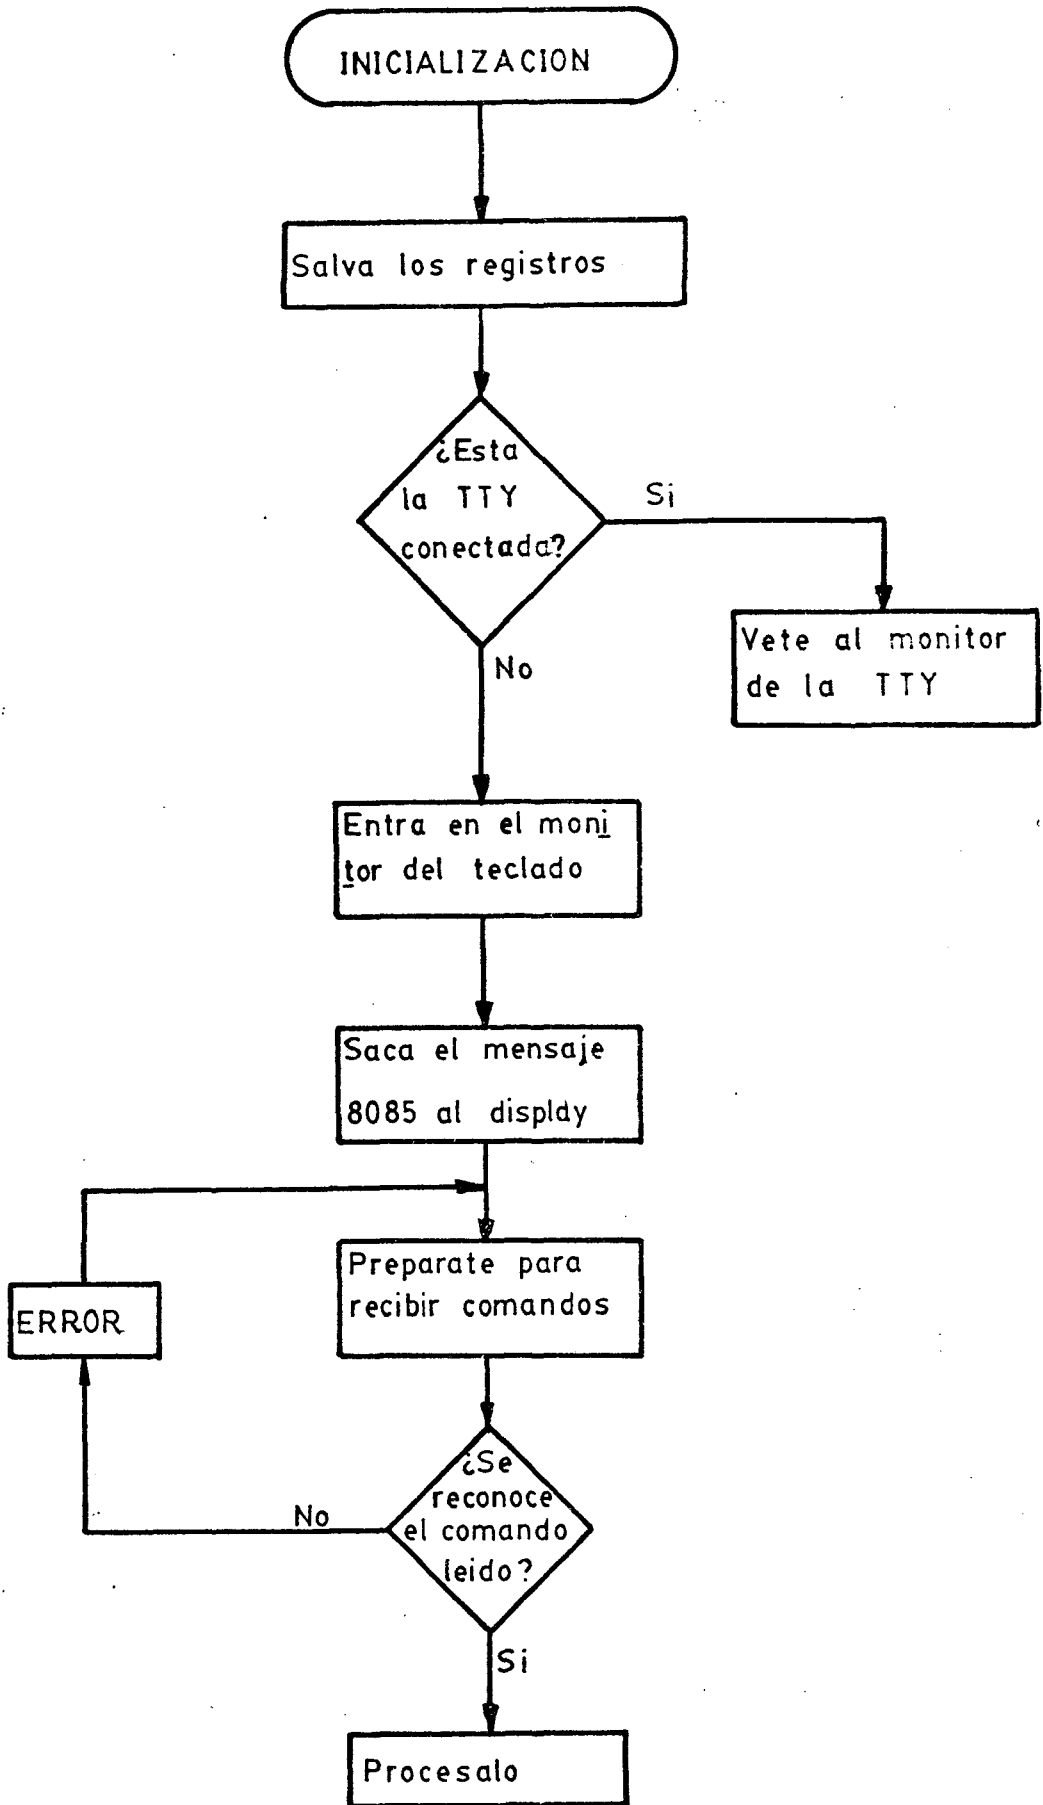 INICIALIZACION
Salva los registros
¿Esta
la TTY
conectada?
Si
Vete al monitor
de la TTY
No
Entra en el moni
tor del teclado
Saca el mensaje
8085 al display
Preparate para
recibir comandos
ERROR
¿Se
reconoce
el comando
leido?
No
Si
Procesalo